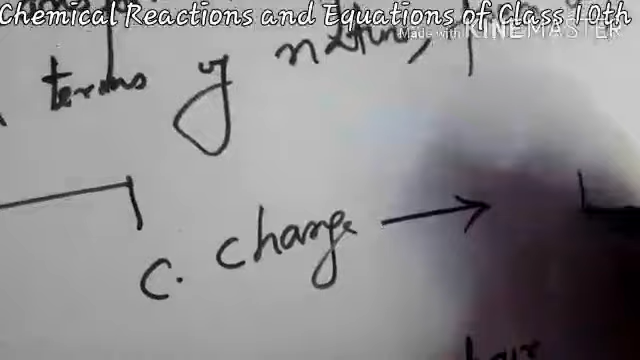 Chemical Reactions and Equations of Class 10th
Made with KINEMASTER
terms of nature,
C. change →